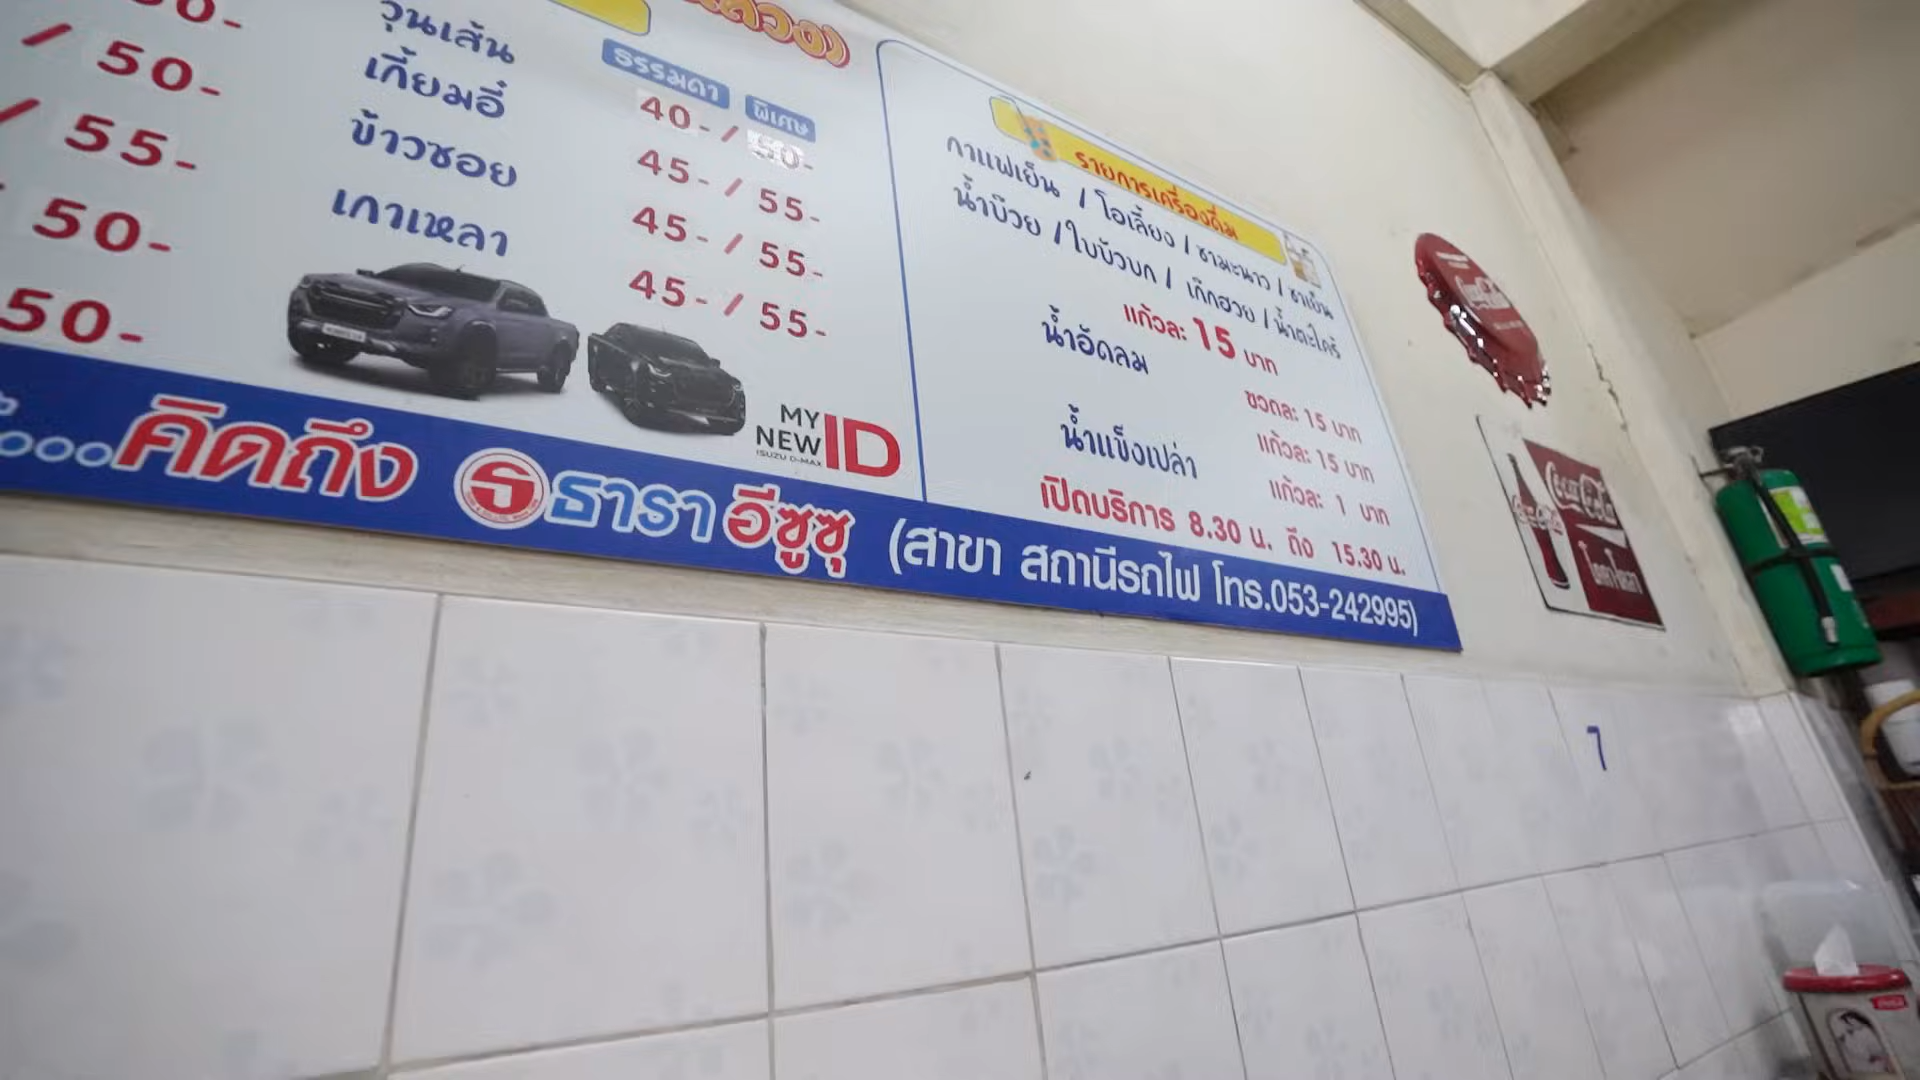 50-
/ 50-
/ 55-
50-
50-
วุ้นเส้น
เกี้ยมอี๋
ข้าวซอย
เกาเหลา
ธรรมดา พิเศษ
40-/50-
45-/55-
45-/55-
45-/55-
MY NEW ID
ISUZU D-MAX
รายการเครื่องดื่ม
กาแฟเย็น / โอเลี้ยง / ชามะนาว / ชาเย็น
น้ำบ๊วย / ใบบัวบก / เก๊กฮวย / น้ำตะไคร้
แก้วละ 15 บาท
น้ำอัดลม
ขวดละ 15 บาท
แก้วละ 15 บาท
น้ำแข็งเปล่า แก้วละ 1 บาท
เปิดบริการ 8.30 น. ถึง 15.30 น.
...คิดถึง ธาราอีซูซุ (สาขา สถานีรถไฟ โทร.053-242995)
Coca-Cola
Coca-Cola
โคคา-โคลา
7